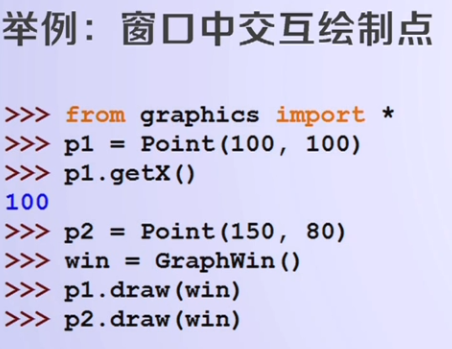 举例：窗口中交互绘制点
>>> from graphics import *
>>> p1 = Point(100, 100)
>>> p1.getX()
100
>>> p2 = Point(150, 80)
>>> win = GraphWin()
>>> p1.draw(win)
>>> p2.draw(win)